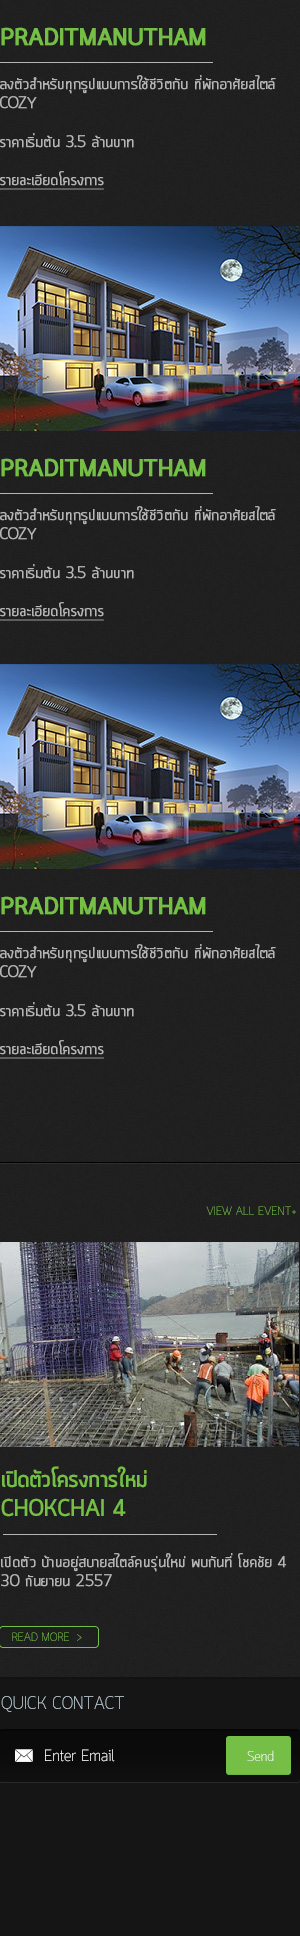 PRADITMANUTHAM
ลงตัวสำหรับทุกรูปแบบการใช้ชีวิตกับ ที่พักอาศัยสไตล์
COZY
ราคาเริ่มต้น 3.5 ล้านบาท
รายละเอียดโครงการ
PRADITMANUTHAM
ลงตัวสำหรับทุกรูปแบบการใช้ชีวิตกับ ที่พักอาศัยสไตล์
COZY
ราคาเริ่มต้น 3.5 ล้านบาท
รายละเอียดโครงการ
PRADITMANUTHAM
ลงตัวสำหรับทุกรูปแบบการใช้ชีวิตกับ ที่พักอาศัยสไตล์
COZY
ราคาเริ่มต้น 3.5 ล้านบาท
รายละเอียดโครงการ
VIEW ALL EVENT+
เปิดตัวโครงการใหม่
CHOKCHAI 4
เปิดตัว บ้านอยู่สบายสไตล์คนรุ่นใหม่ พบกันที่ โชคชัย 4
30 กันยายน 2557
READ MORE >
QUICK CONTACT
Enter Email
Send